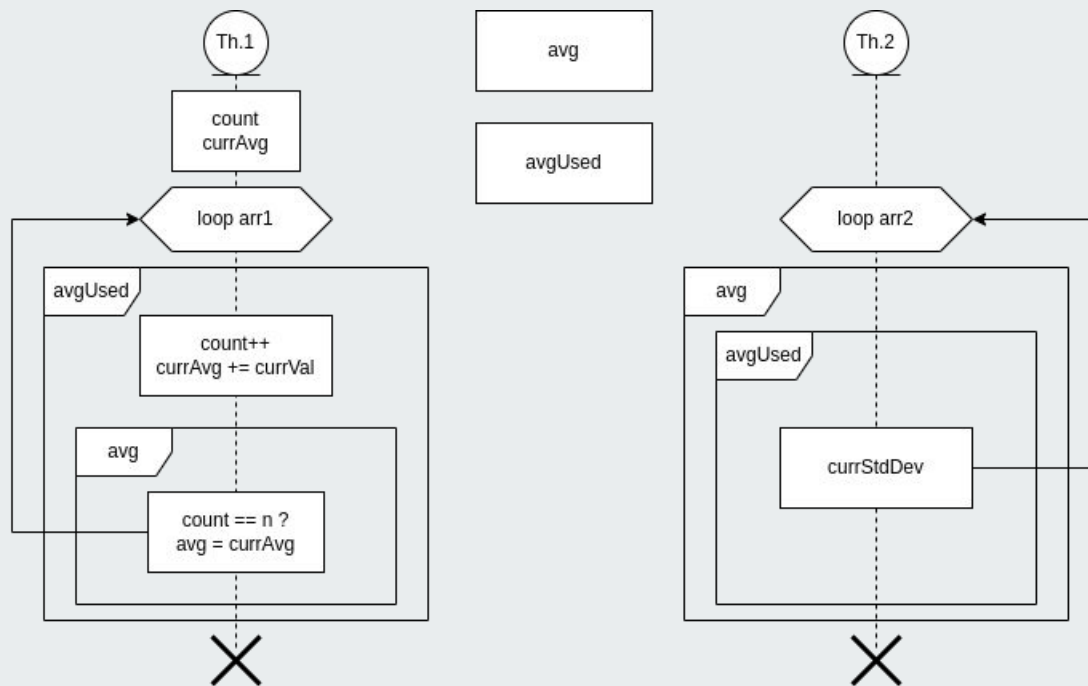 Th.1
avg
Th.2
count
currAvg
avgUsed
loop arr1
loop arr2
avgUsed
count++
currAvg += currVal
avg
count == n ?
avg = currAvg
avg
avgUsed
currStdDev